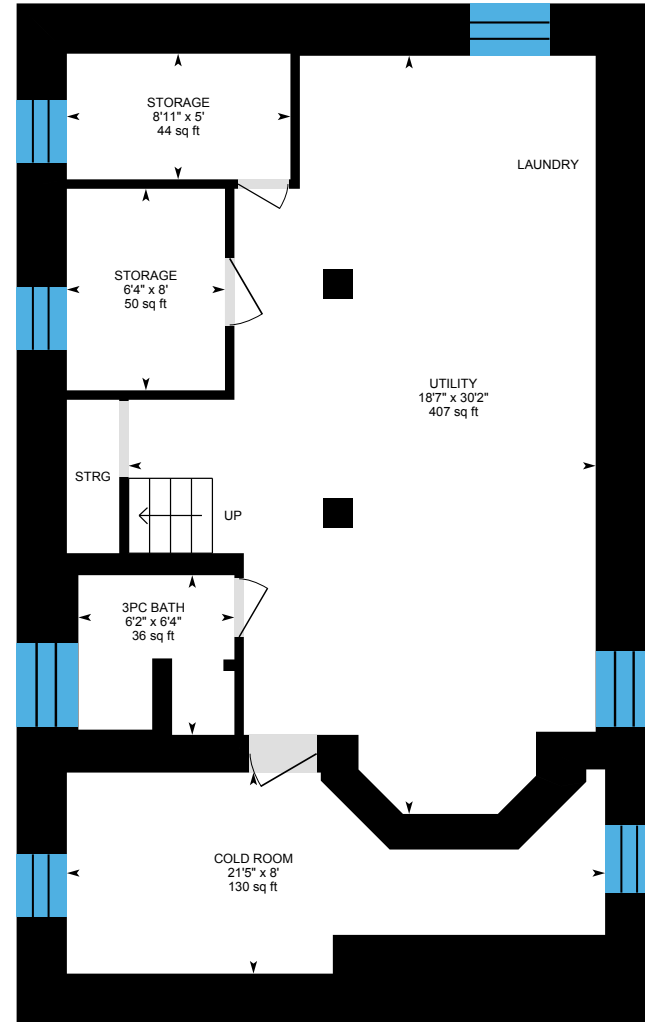 STORAGE
8'11" x 5'
44 sq ft
LAUNDRY
STORAGE
6'4" x 8'
50 sq ft
UTILITY
18'7" x 30'2"
407 sq ft
STRG
UP
3PC BATH
6'2" x 6'4"
36 sq ft
COLD ROOM
21'5" x 8'
130 sq ft